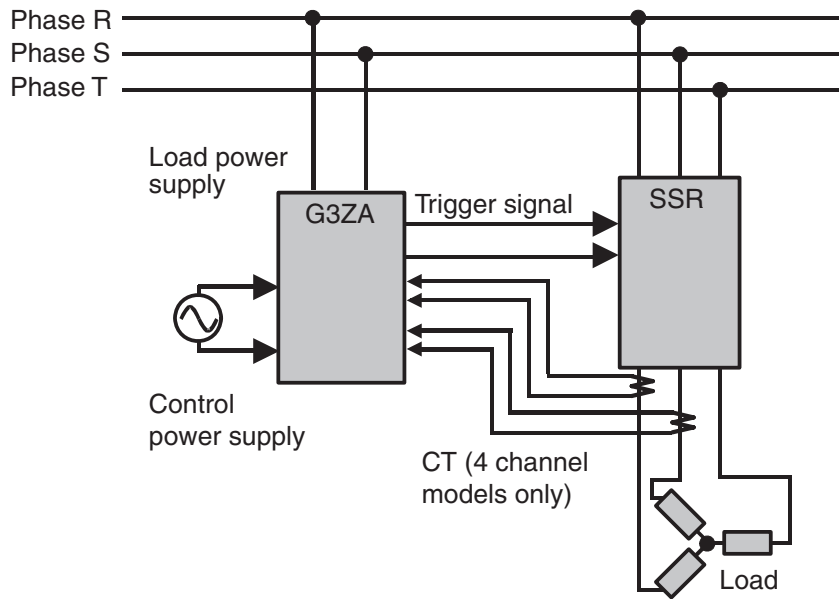 Phase R
Phase S
Phase T
Load power
supply
G3ZA
Trigger signal
SSR
Control
power supply
CT (4 channel
models only)
Load